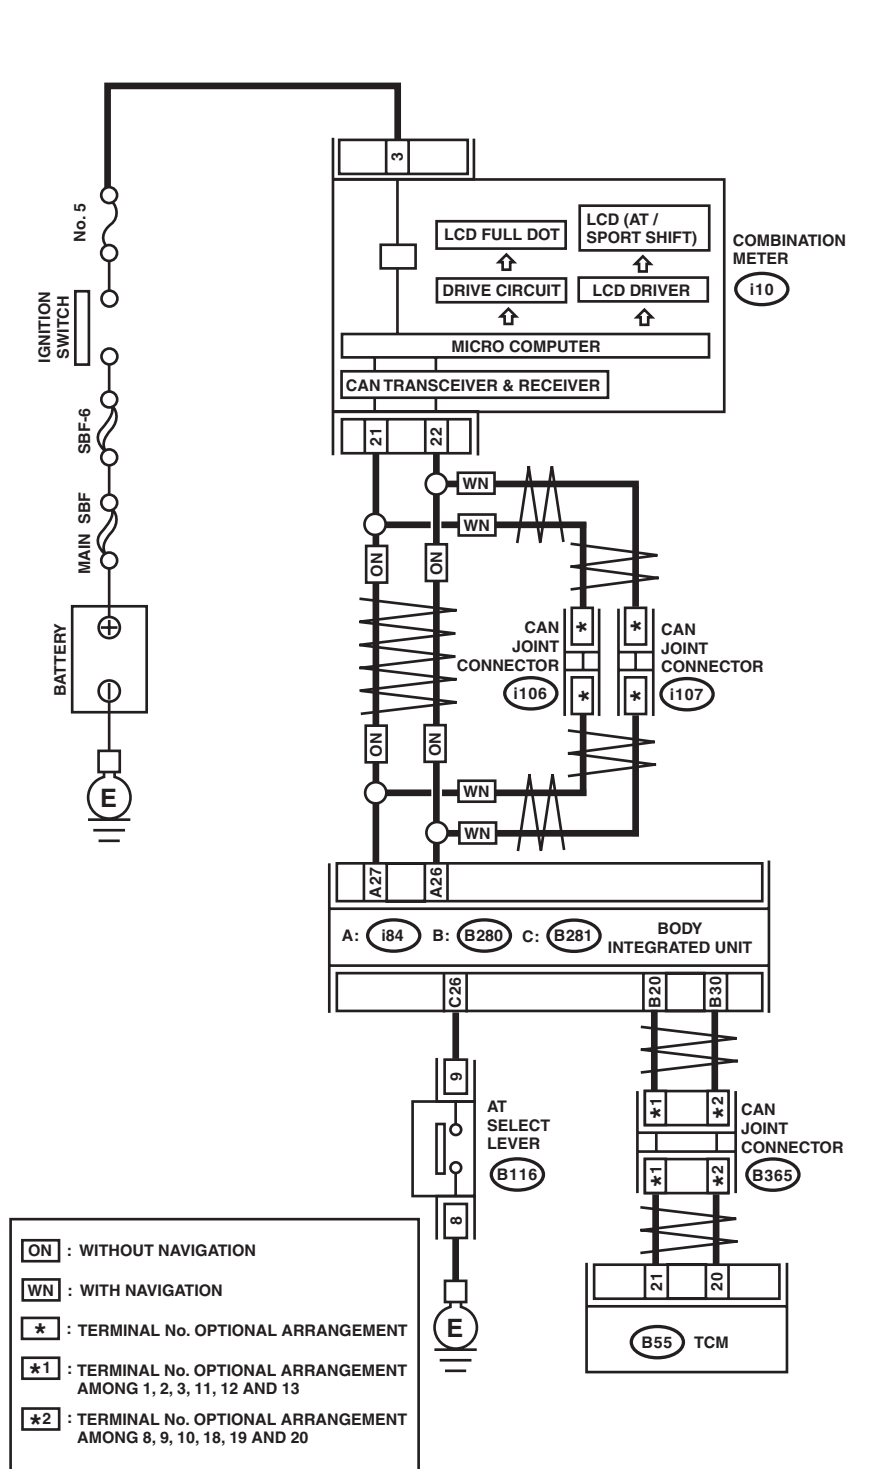 3
No. 5
IGNITION
SWITCH
SBF-6
MAIN SBF
BATTERY
E
LCD FULL DOT
LCD (AT /
SPORT SHIFT)
DRIVE CIRCUIT
LCD DRIVER
MICRO COMPUTER
CAN TRANSCEIVER & RECEIVER
COMBINATION
METER
i10
21
22
WN
WN
ON
ON
CAN
JOINT
CONNECTOR
i106
*
*
*
*
CAN
JOINT
CONNECTOR
i107
ON
ON
WN
WN
A27
A26
A: i84 B: B280 C: B281
BODY
INTEGRATED UNIT
C26
B20
B30
9
AT
SELECT
LEVER
B116
8
E
*1
*2
*1
*2
CAN
JOINT
CONNECTOR
B365
21
20
B55 TCM
ON : WITHOUT NAVIGATION
WN : WITH NAVIGATION
* : TERMINAL No. OPTIONAL ARRANGEMENT
*1 : TERMINAL No. OPTIONAL ARRANGEMENT
AMONG 1, 2, 3, 11, 12 AND 13
*2 : TERMINAL No. OPTIONAL ARRANGEMENT
AMONG 8, 9, 10, 18, 19 AND 20